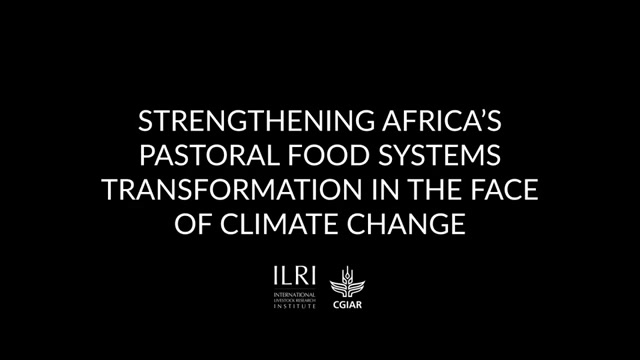 STRENGTHENING AFRICA’S
PASTORAL FOOD SYSTEMS
TRANSFORMATION IN THE FACE
OF CLIMATE CHANGE
ILRI
INTERNATIONAL
LIVESTOCK RESEARCH
INSTITUTE
CGIAR